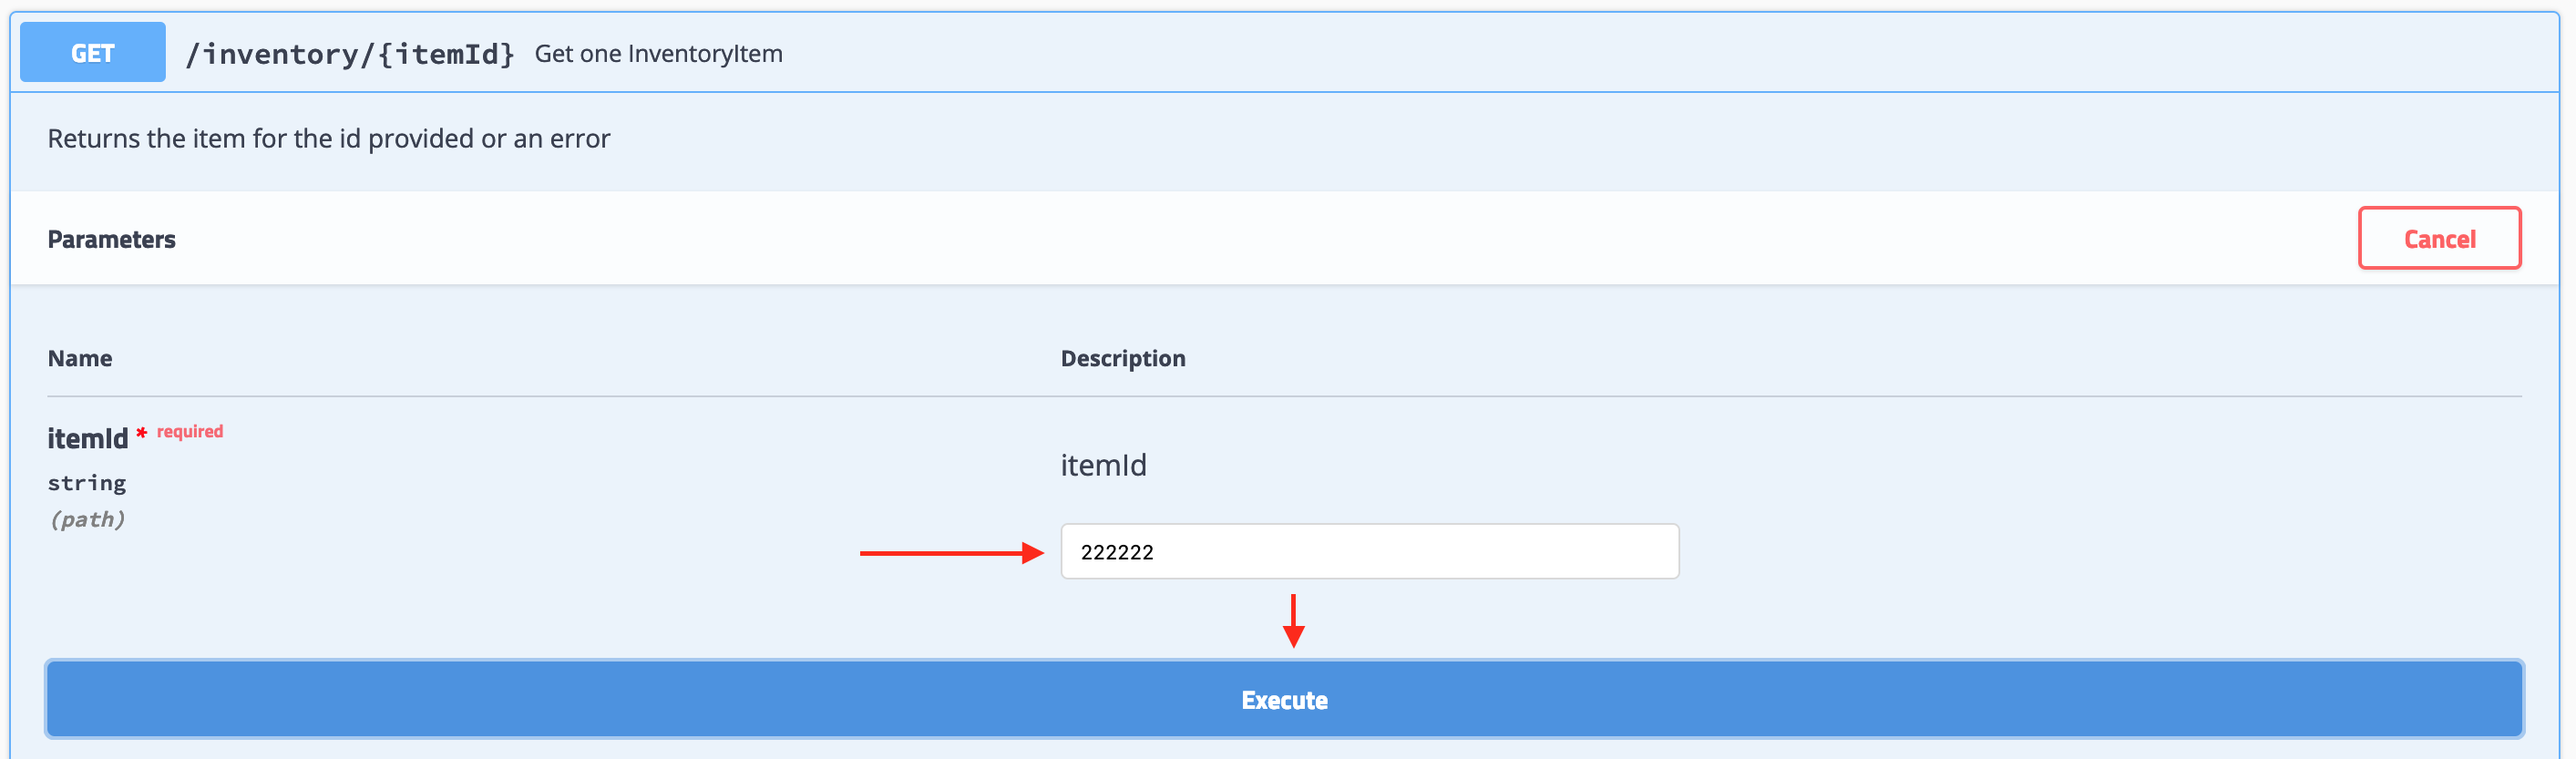 GET /inventory/{itemId} Get one InventoryItem
Returns the item for the id provided or an error
Parameters Cancel
Name Description
itemId * required
string
(path)
itemId
222222
Execute